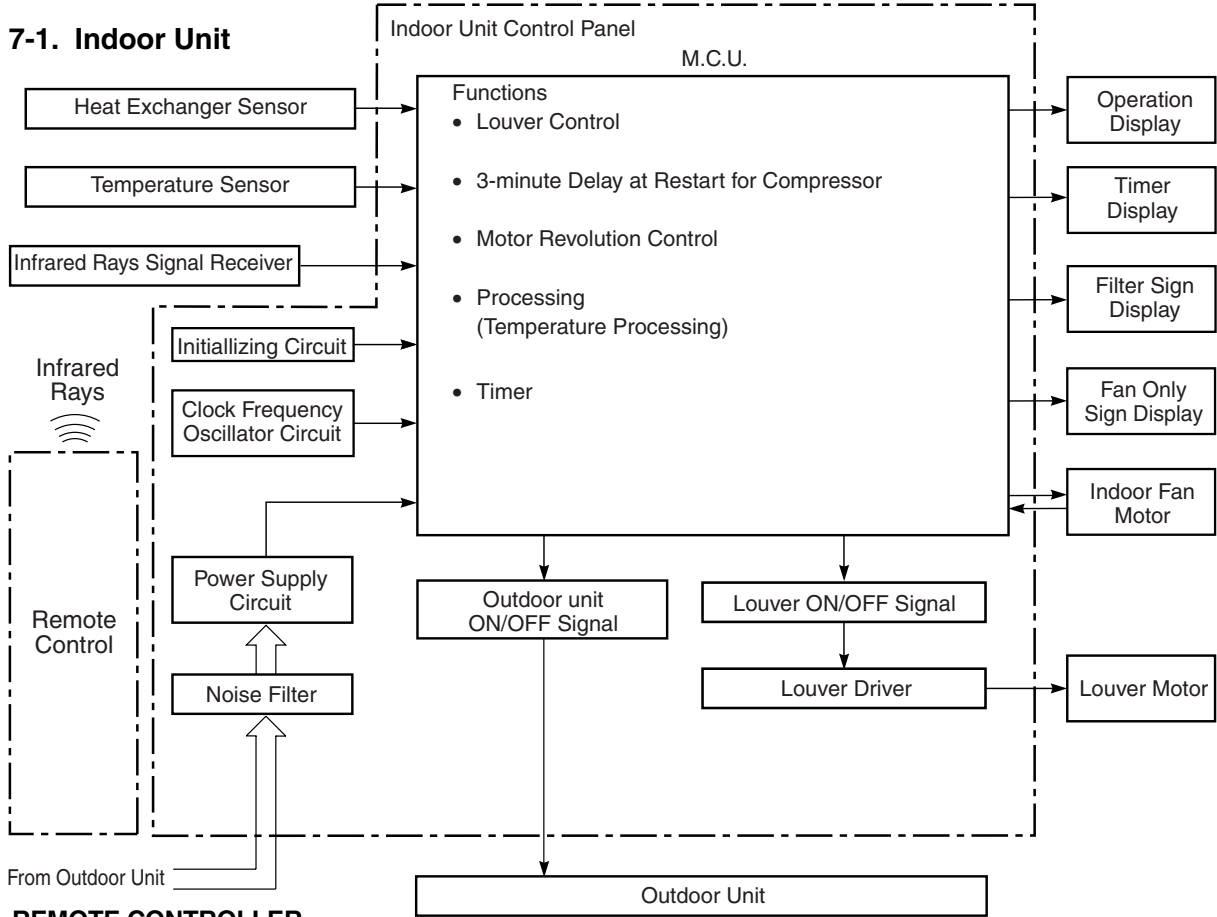 7-1. Indoor Unit
Indoor Unit Control Panel
M.C.U.
Heat Exchanger Sensor
Temperature Sensor
Infrared Rays Signal Receiver
Initiallizing Circuit
Clock Frequency
Oscillator Circuit
Power Supply
Circuit
Noise Filter
Infrared
Rays
Remote
Control
From Outdoor Unit
Functions
• Louver Control
• 3-minute Delay at Restart for Compressor
• Motor Revolution Control
• Processing
(Temperature Processing)
• Timer
Outdoor unit
ON/OFF Signal
Louver ON/OFF Signal
Louver Driver
Operation
Display
Timer
Display
Filter Sign
Display
Fan Only
Sign Display
Indoor Fan
Motor
Louver Motor
Outdoor Unit
REMOTE CONTROLLER